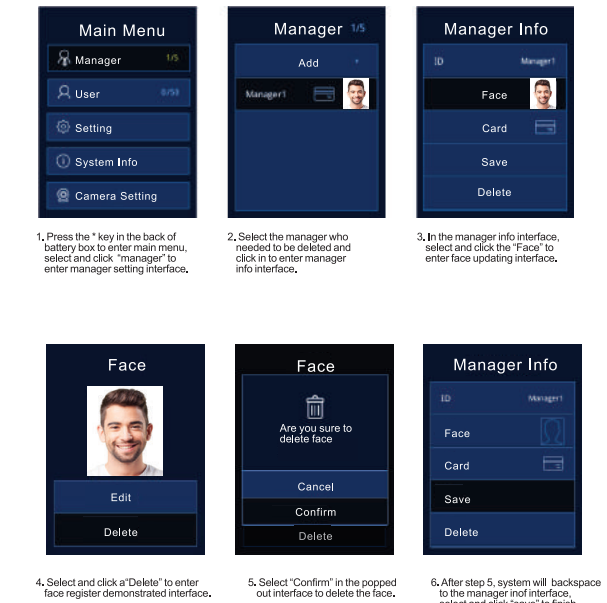 Main Menu
Manager 1/5
User 0/50
Setting
System Info
Camera Setting
1. Press the * key in the back of
battery box to enter main menu,
select and click "manager" to
enter manager setting interface.
Manager 1/5
Add +
Manager1
2. Select the manager who
needed to be deleted and
click in to enter manager
info interface.
Manager Info
ID Manager1
Face
Card
Save
Delete
3. In the manager info interface,
select and click the "Face" to
enter face updating interface.
Face
Edit
Delete
4. Select and click a"Delete" to enter
face register demonstrated interface.
Face
Are you sure to
delete face
Cancel
Confirm
Delete
5. Select "Confirm" in the popped
out interface to delete the face.
Manager Info
ID Manager1
Face
Card
Save
Delete
6. After step 5, system will backspace
to the manager inof interface,
select and click "save" to finish